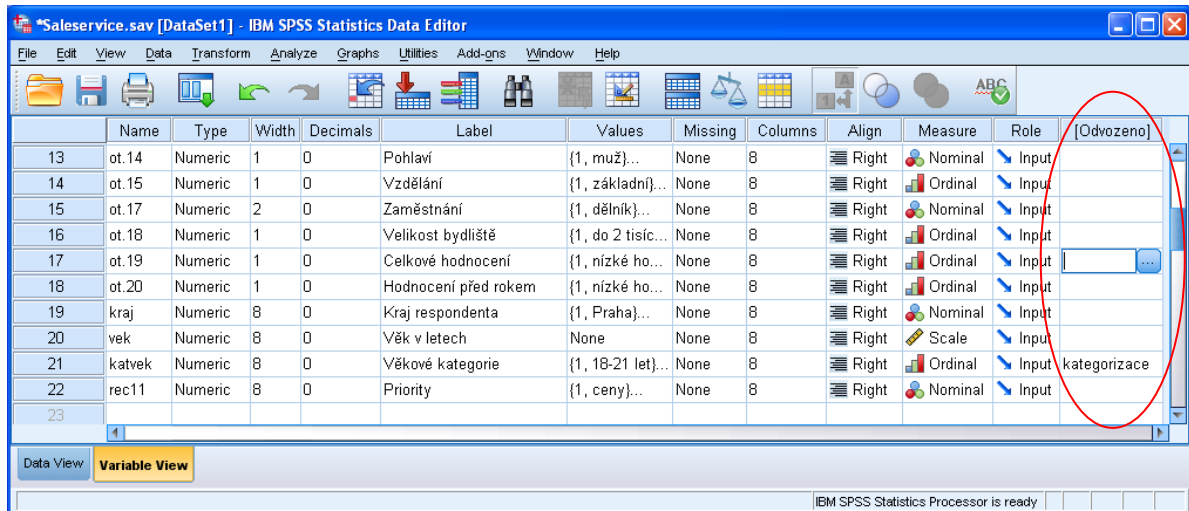 *Saleservice.sav [DataSet1] - IBM SPSS Statistics Data Editor
File Edit View Data Transform Analyze Graphs Utilities Add-ons Window Help
A 1 4 ABC
Name Type Width Decimals Label Values Missing Columns Align Measure Role [Odvozeno]
13 ot.14 Numeric 1 0 Pohlaví {1, muž}... None 8 Right Nominal Input
14 ot.15 Numeric 1 0 Vzdělání {1, základní}... None 8 Right Ordinal Input
15 ot.17 Numeric 2 0 Zaměstnání {1, dělník}... None 8 Right Nominal Input
16 ot.18 Numeric 1 0 Velikost bydliště {1, do 2 tisíc... None 8 Right Ordinal Input
17 ot.19 Numeric 1 0 Celkové hodnocení {1, nízké ho... None 8 Right Ordinal Input ...
18 ot.20 Numeric 1 0 Hodnocení před rokem {1, nízké ho... None 8 Right Ordinal Input
19 kraj Numeric 8 0 Kraj respondenta {1, Praha}... None 8 Right Nominal Input
20 vek Numeric 8 0 Věk v letech None None 8 Right Scale Input
21 katvek Numeric 8 0 Věkové kategorie {1, 18-21 let}... None 8 Right Ordinal Input kategorizace
22 rec11 Numeric 8 0 Priority {1, ceny}... None 8 Right Nominal Input
23
Data View Variable View
IBM SPSS Statistics Processor is ready